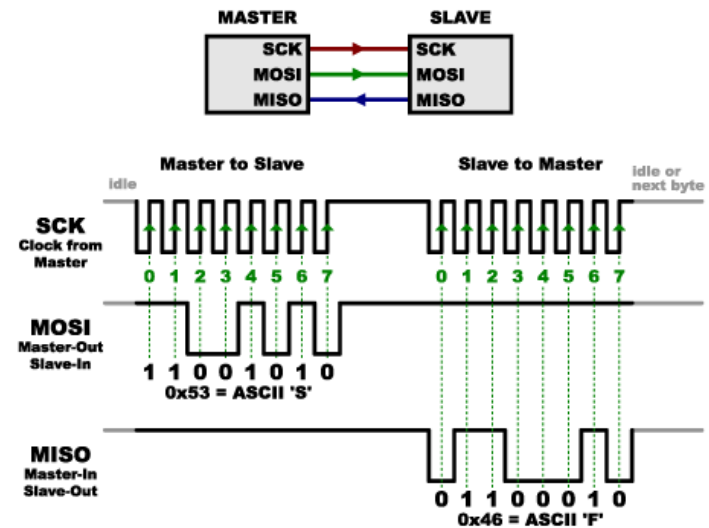 MASTER SLAVE
SCK SCK
MOSI MOSI
MISO MISO
Master to Slave Slave to Master
idle
idle or
next byte
SCK
Clock from
Master
0 1 2 3 4 5 6 7 0 1 2 3 4 5 6 7
MOSI
Master-Out
Slave-In
1 1 0 0 1 0 1 0
0x53 = ASCII 'S'
MISO
Master-In
Slave-Out
0 1 1 0 0 0 1 0
0x46 = ASCII 'F'